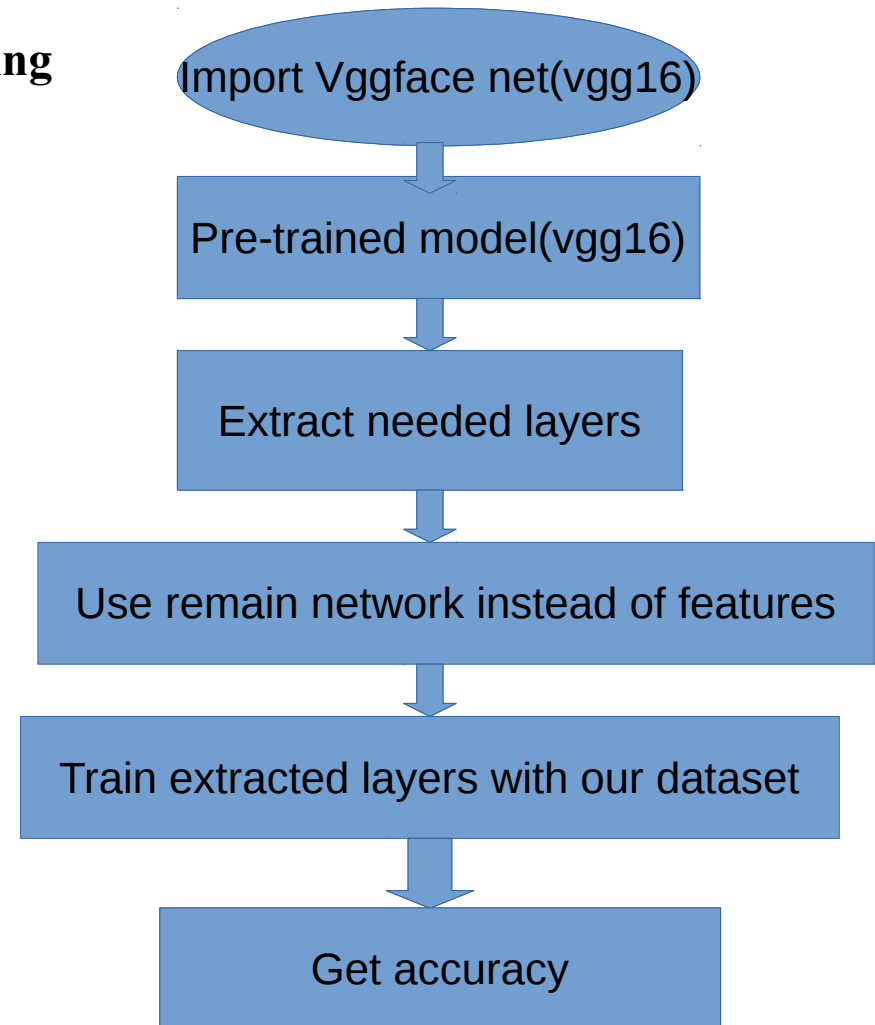 ing
Import Vggface net(vgg16)
Pre-trained model(vgg16)
Extract needed layers
Use remain network instead of features
Train extracted layers with our dataset
Get accuracy